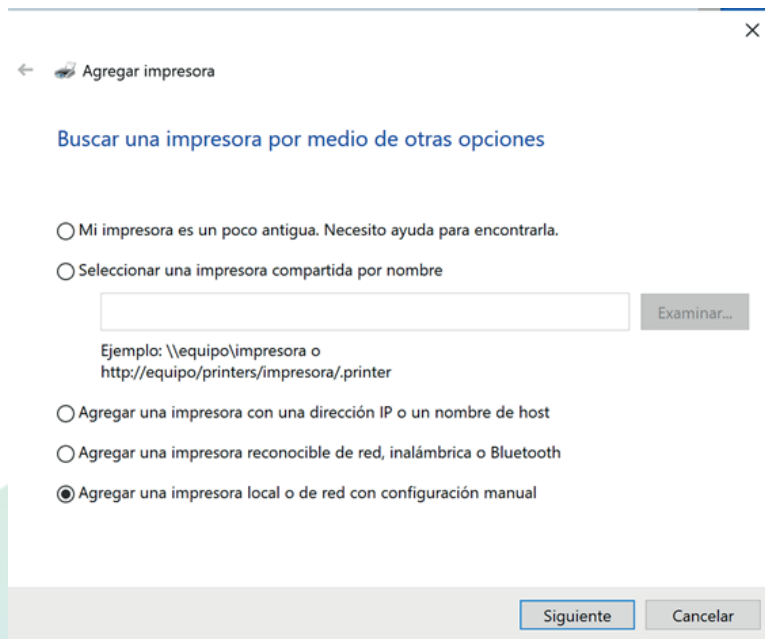 Agregar impresora
Buscar una impresora por medio de otras opciones
Mi impresora es un poco antigua. Necesito ayuda para encontrarla.
Seleccionar una impresora compartida por nombre
Examinar...
Ejemplo: \\equipo\impresora o
http://equipo/printers/impresora/.printer
Agregar una impresora con una dirección IP o un nombre de host
Agregar una impresora reconocible de red, inalámbrica o Bluetooth
Agregar una impresora local o de red con configuración manual
Siguiente Cancelar